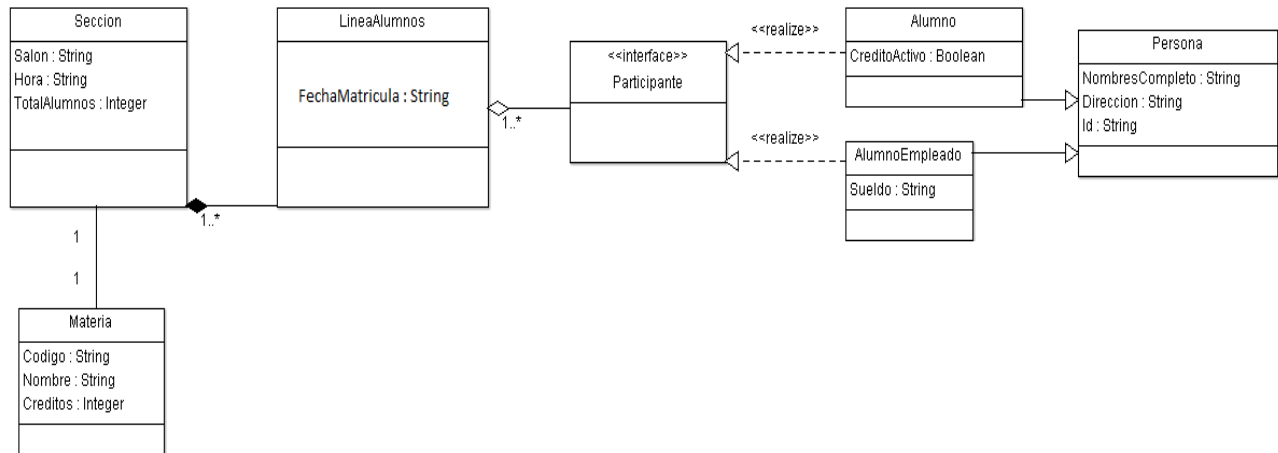 Seccion
Salon : String
Hora : String
TotalAlumnos : Integer
LineaAlumnos
FechaMatricula : String
1..*
1..*
<<interface>>
Participante
<<realize>>
<<realize>>
Alumno
CreditoActivo : Boolean
AlumnoEmpleado
Sueldo : String
Persona
NombresCompleto : String
Direccion : String
Id : String
1
1
Materia
Codigo : String
Nombre : String
Creditos : Integer